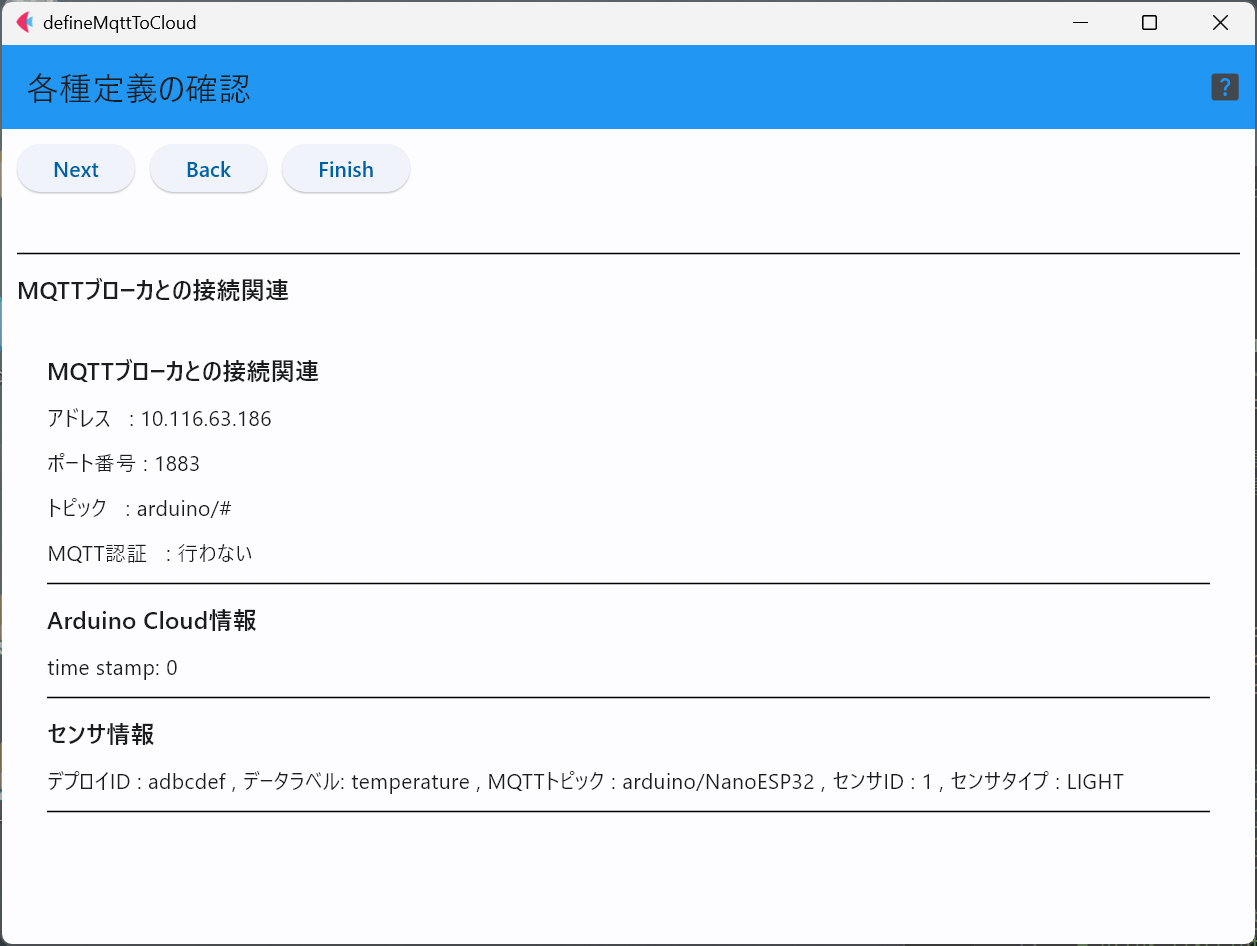 defineMqttToCloud
各種定義の確認
?
Next Back Finish
MQTTブローカとの接続関連
MQTTブローカとの接続関連
アドレス : 10.116.63.186
ポート番号 : 1883
トピック : arduino/#
MQTT認証 : 行わない
Arduino Cloud情報
time stamp: 0
センサ情報
デプロイID : adbcdef , データラベル: temperature , MQTTトピック : arduino/NanoESP32 , センサID : 1 , センサタイプ : LIGHT